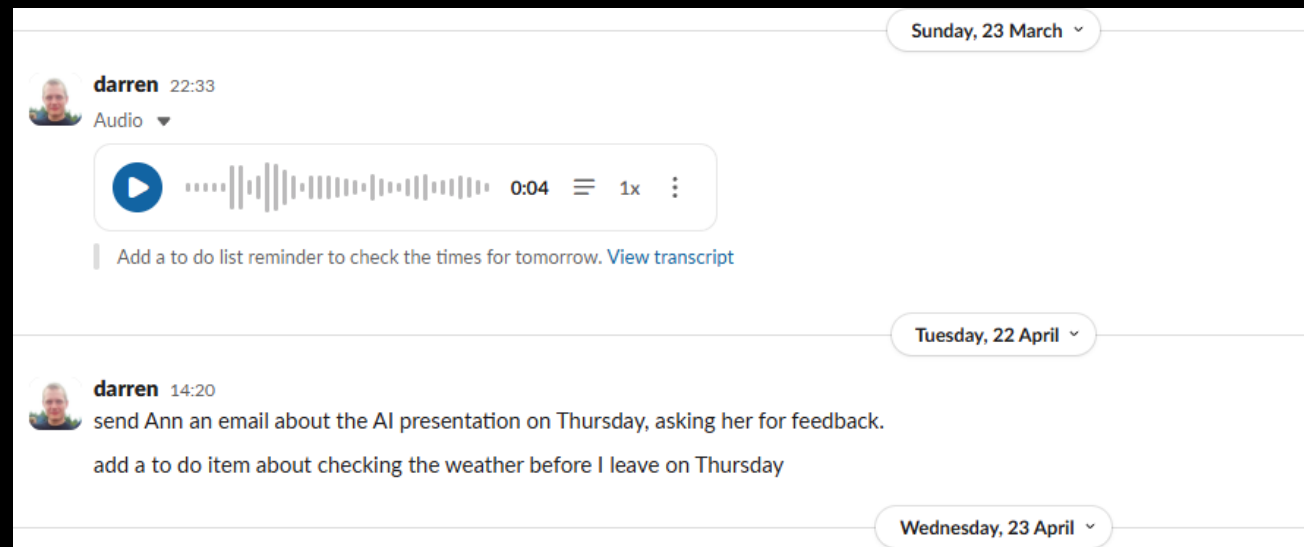 Sunday, 23 March
darren 22:33
Audio
0:04 1x
Add a to do list reminder to check the times for tomorrow. View transcript
Tuesday, 22 April
darren 14:20
send Ann an email about the AI presentation on Thursday, asking her for feedback.
add a to do item about checking the weather before I leave on Thursday
Wednesday, 23 April